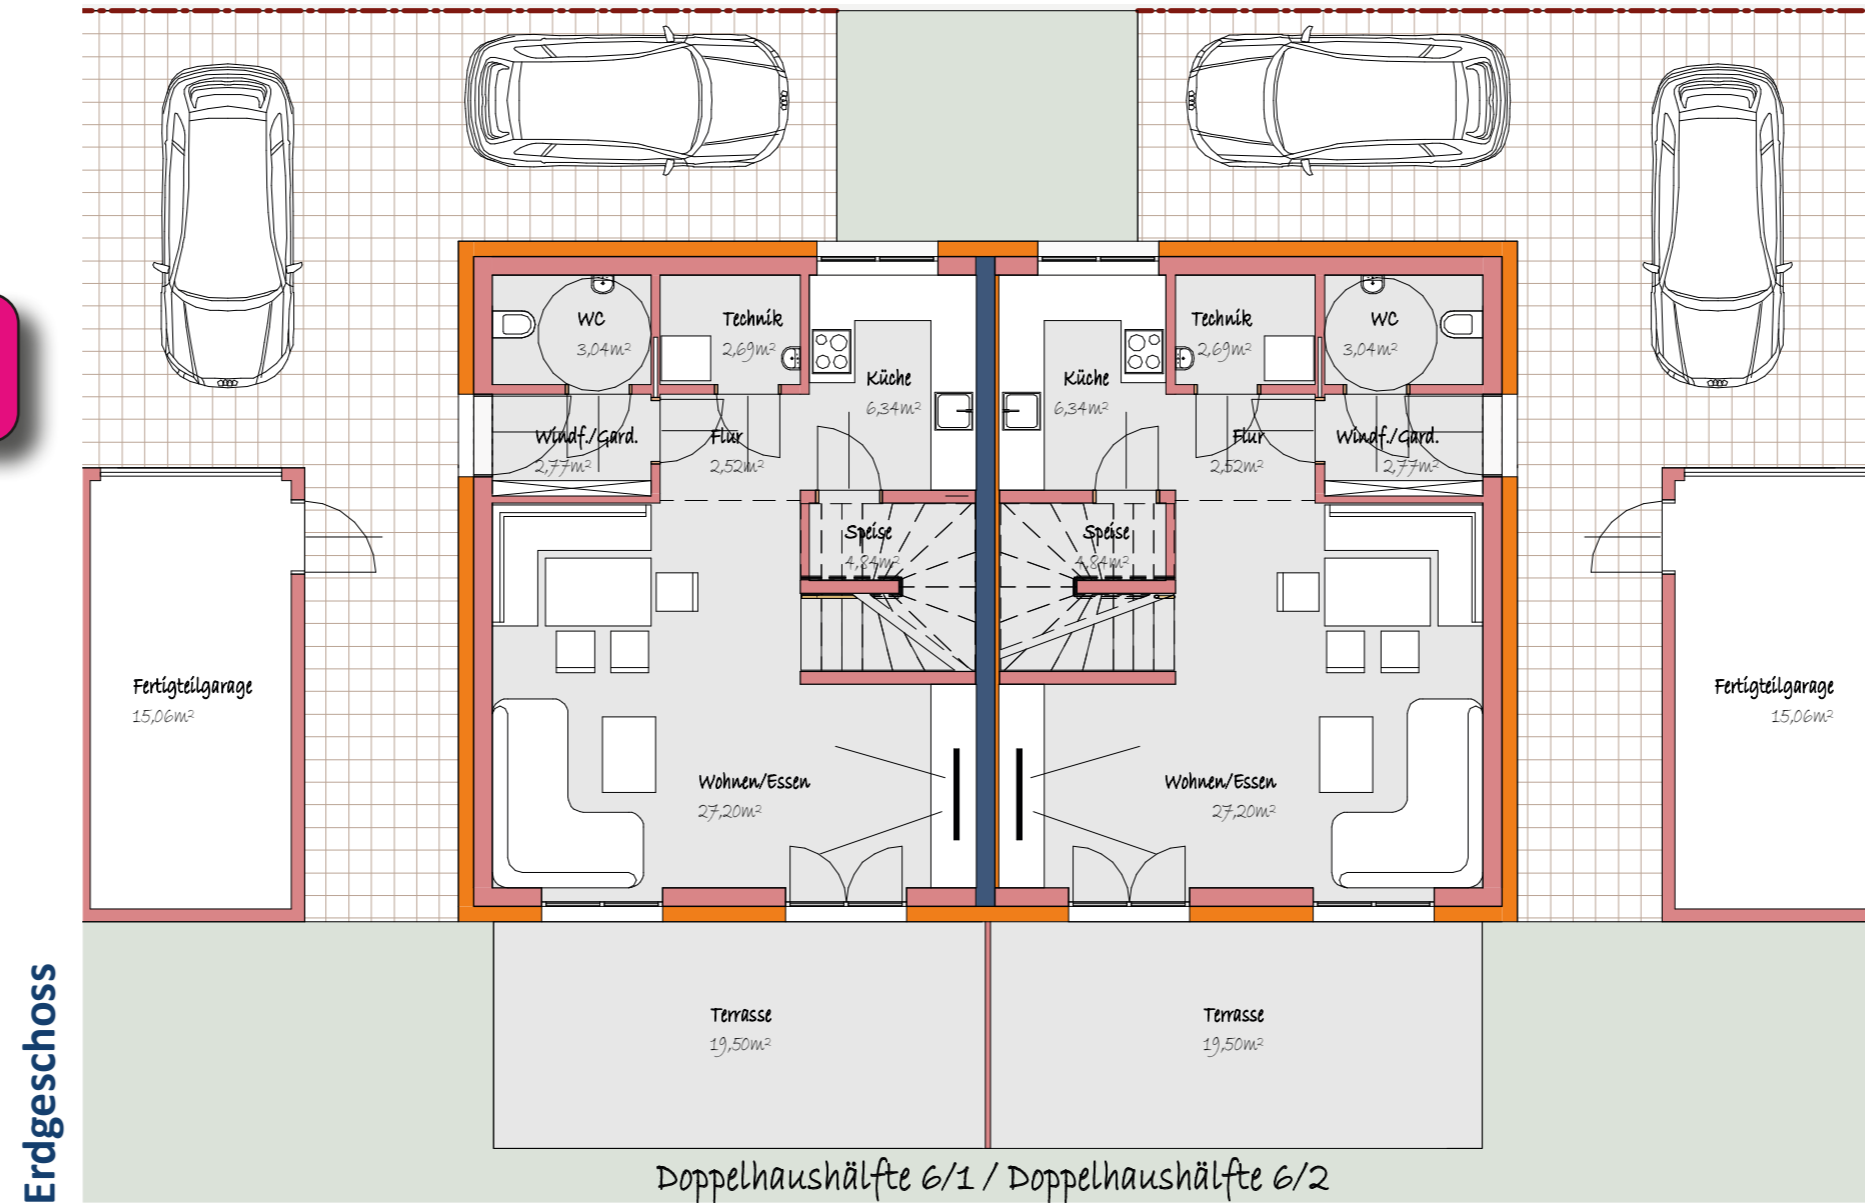 WC
3,04m²
Technik
2,69m²
Küche
6,34m²
Windf./Gard.
2,77m²
Flur
2,52m²
Speise
4,84m²
Wohnen/Essen
27,20m²
Fertigteilgarage
15,06m²
Terrasse
19,50m²
Technik
2,69m²
WC
3,04m²
Küche
6,34m²
Flur
2,52m²
Windf./Gard.
2,77m²
Speise
4,84m²
Wohnen/Essen
27,20m²
Fertigteilgarage
15,06m²
Terrasse
19,50m²
Doppelhaushälfte 6/1 / Doppelhaushälfte 6/2
Erdgeschoss